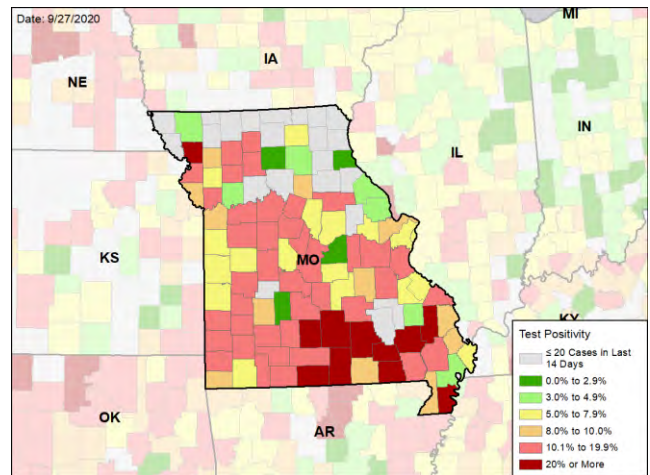 Date: 9/27/2020
MI
IA
NE
IL
IN
KS
MO
KY
OK
AR
Test Positivity
≤ 20 Cases in Last
14 Days
0.0% to 2.9%
3.0% to 4.9%
5.0% to 7.9%
8.0% to 10.0%
10.1% to 19.9%
20% or More